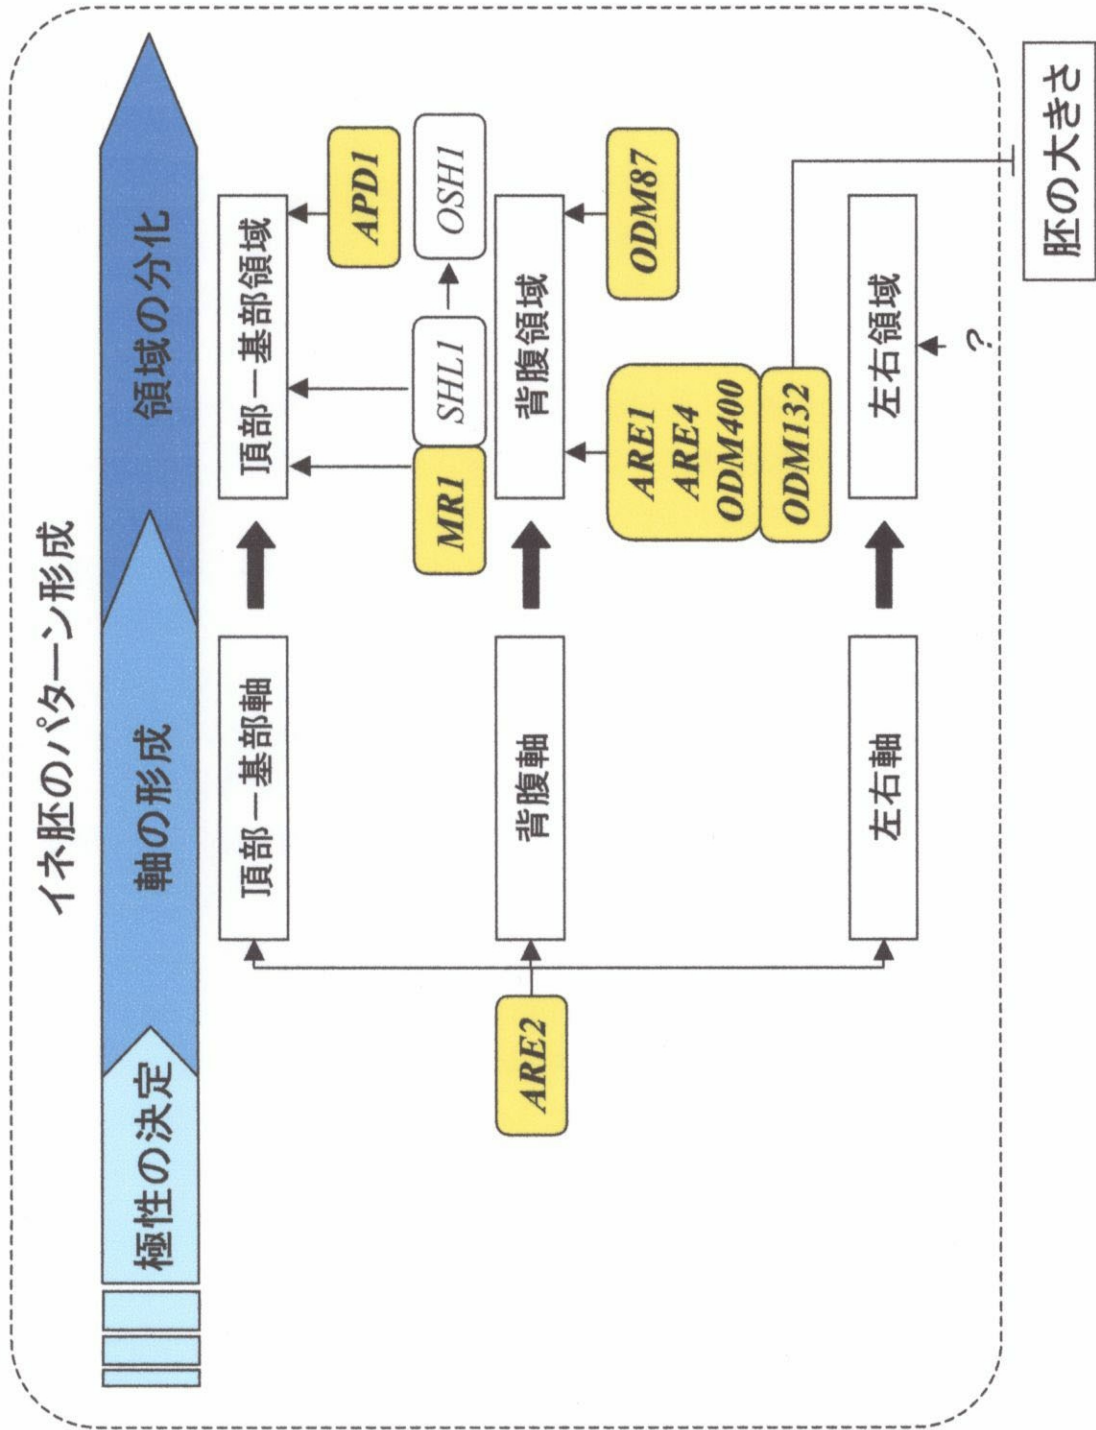 イネ胚のパターン形成
極性の決定
軸の形成
領域の分化
頂部ー基部軸
頂部ー基部領域
APD1
MR1
SHL1
OSH1
ARE2
背腹軸
背腹領域
ARE1
ARE4
ODM400
ODM132
ODM87
左右軸
左右領域
?
胚の大きさ